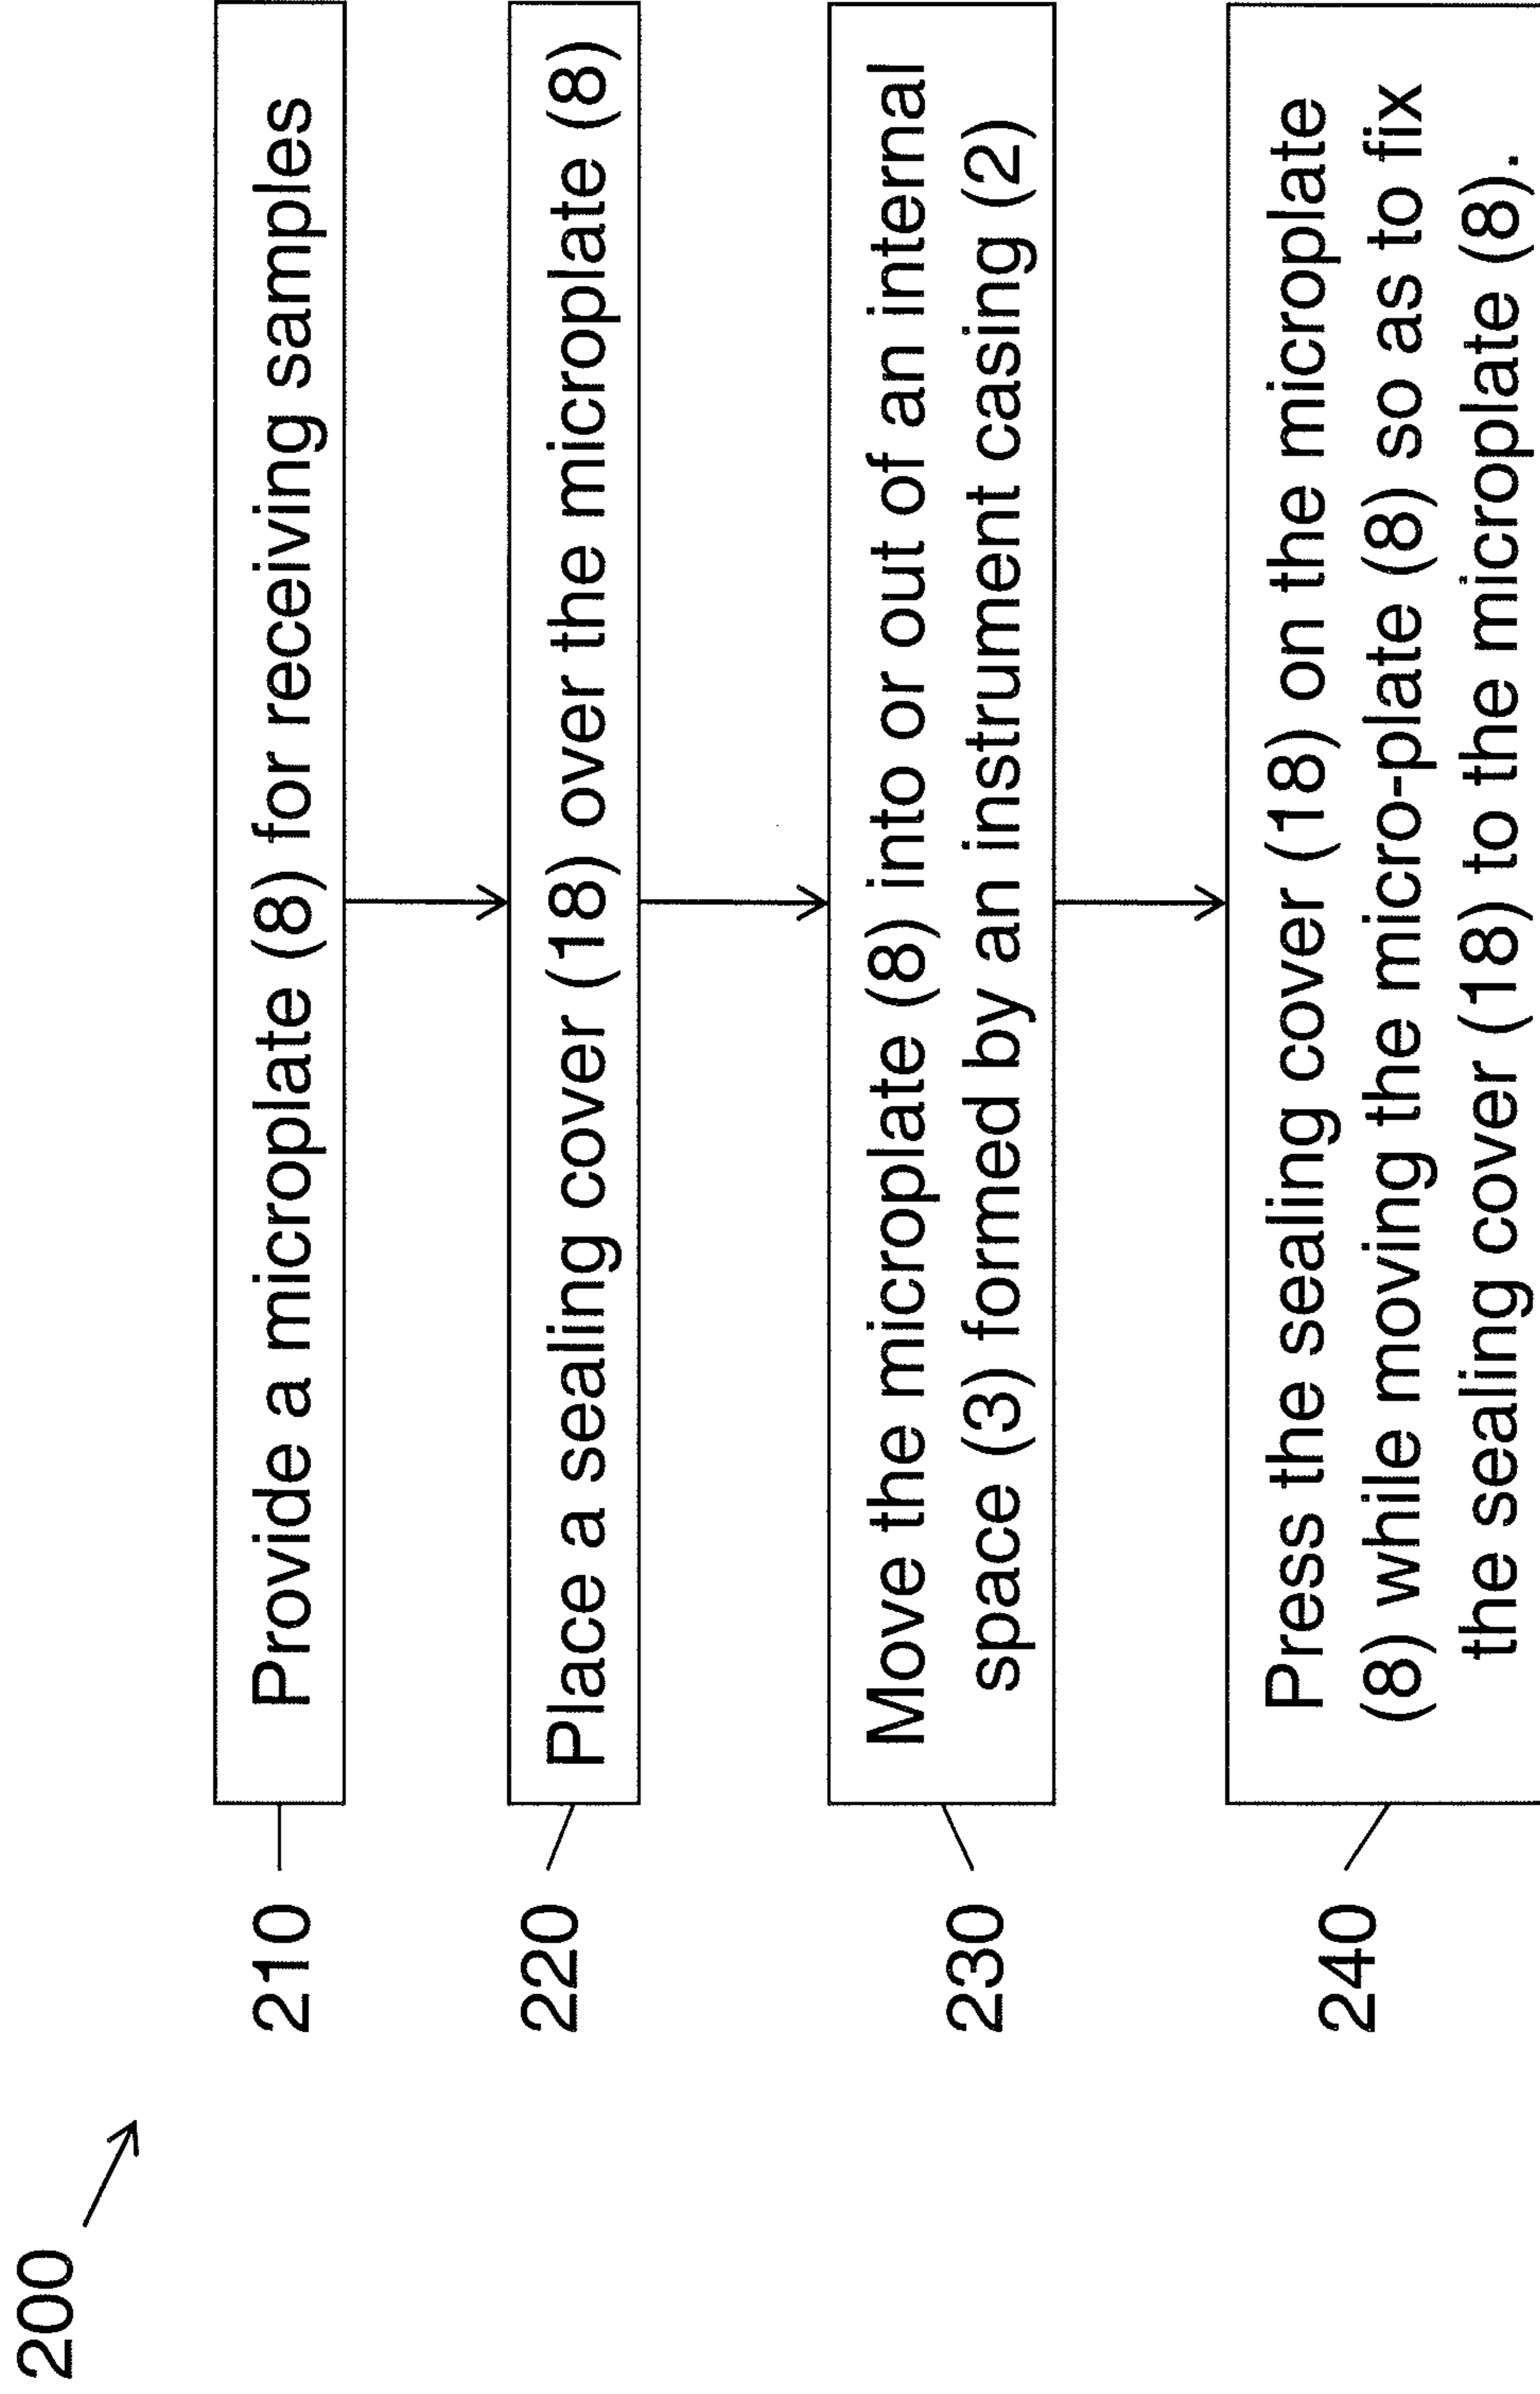 200
210
Provide a microplate (8) for receiving samples
220
Place a sealing cover (18) over the microplate (8)
230
Move the microplate (8) into or out of an internal
space (3) formed by an instrument casing (2)
240
Press the sealing cover (18) on the microplate
(8) while moving the micro-plate (8) so as to fix
the sealing cover (18) to the microplate (8).